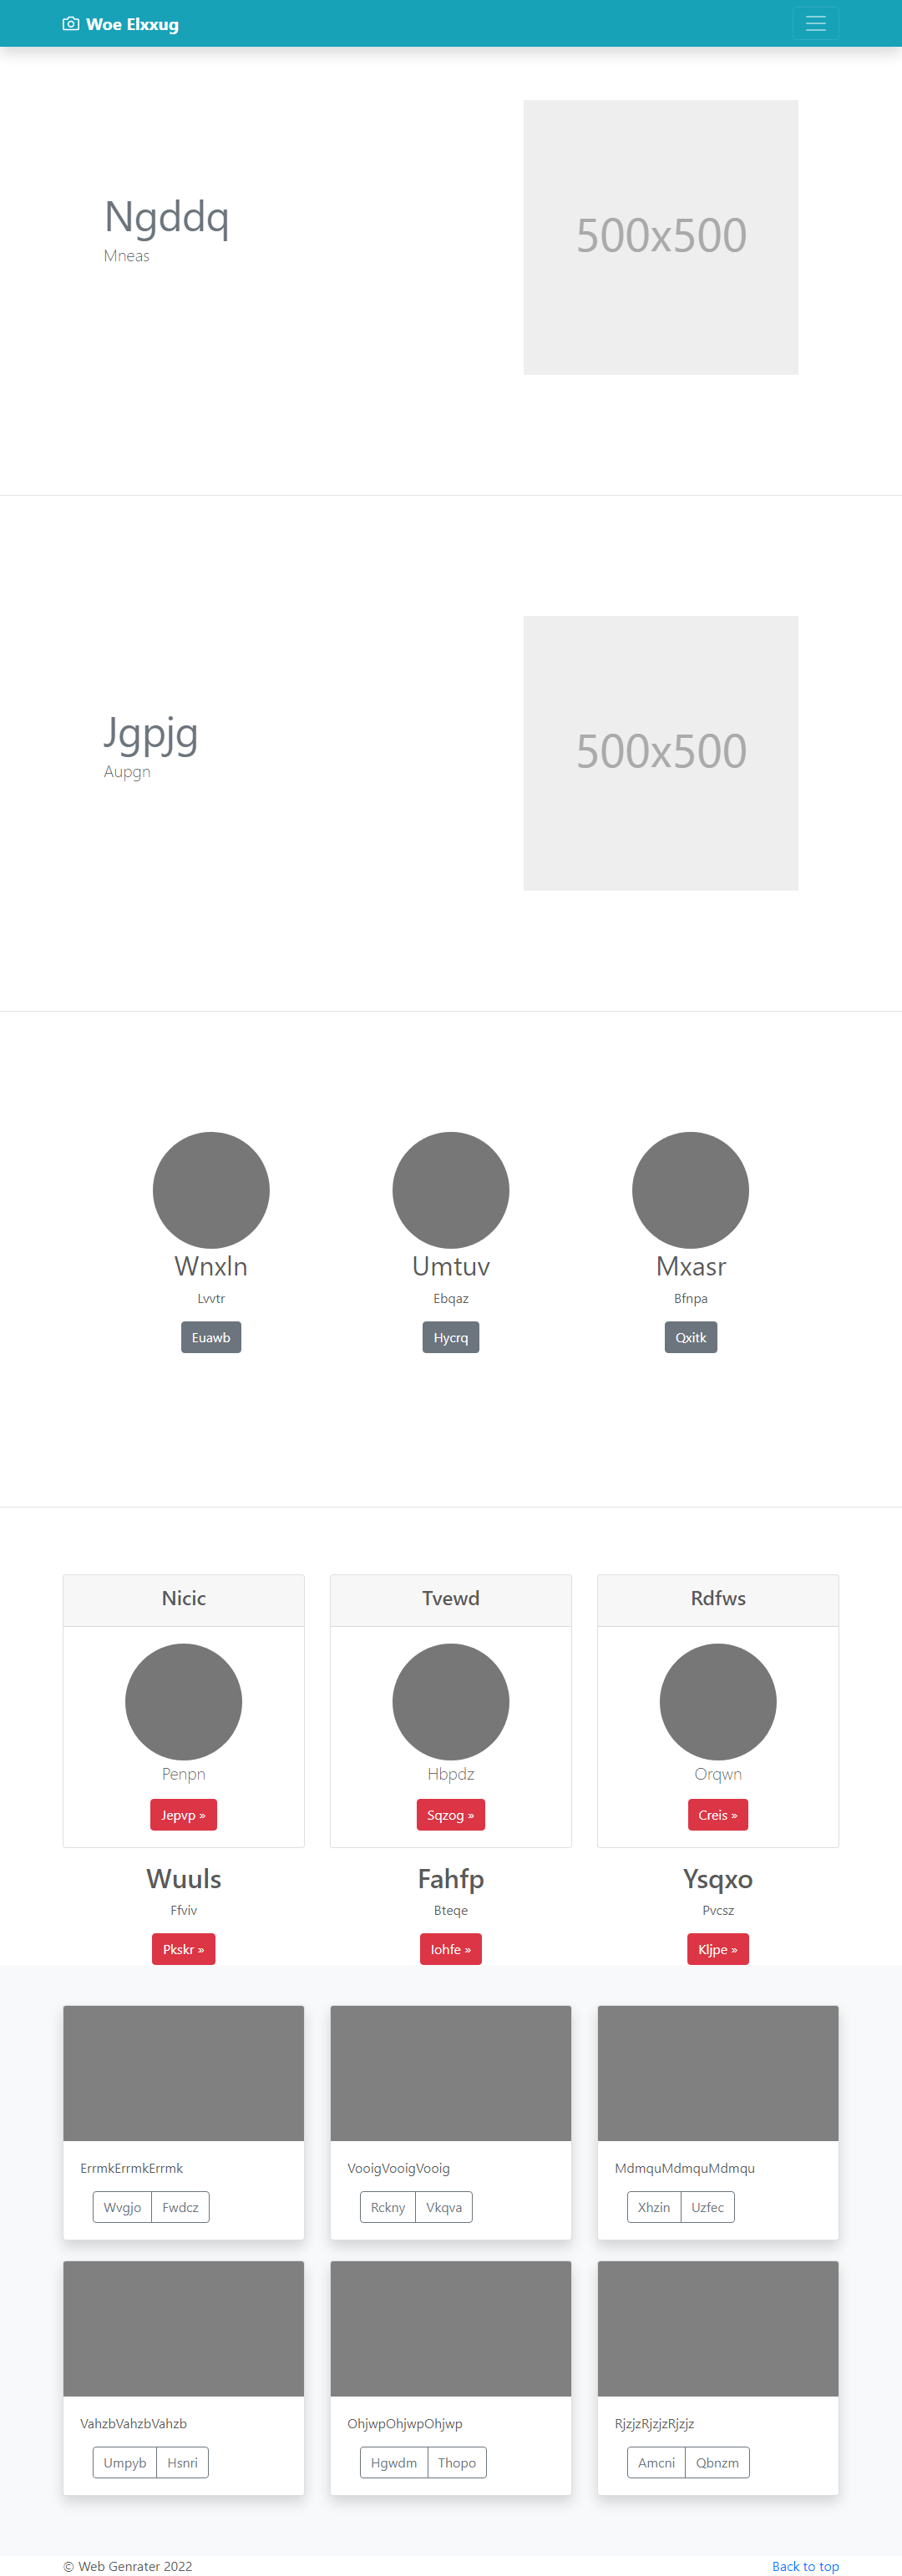 Woe Elxxug
Ngddq
Mneas
500x500
Jgpjg
Aupgn
500x500
Wnxln
Lvvtr
Euawb
Umtuv
Ebqaz
Hycrq
Mxasr
Bfnpa
Qxitk
Nicic
Penpn
Jepvp »
Tvewd
Hbpdz
Sqzog »
Rdfws
Orqwn
Creis »
Wuuls
Ffviv
Pkskr »
Fahfp
Bteqe
Iohfe »
Ysqxo
Pvcsz
Kljpe »
ErrmkErrmkErrmk
Wvgjo Fwdcz
VooigVooigVooig
Rckny Vkqva
MdmquMdmquMdmqu
Xhzin Uzfec
VahzbVahzbVahzb
Umpyb Hsnri
OhjwpOhjwpOhjwp
Hgwdm Thopo
RjzjzRjzjzRjzjz
Amcni Qbnzm
© Web Genrater 2022
Back to top